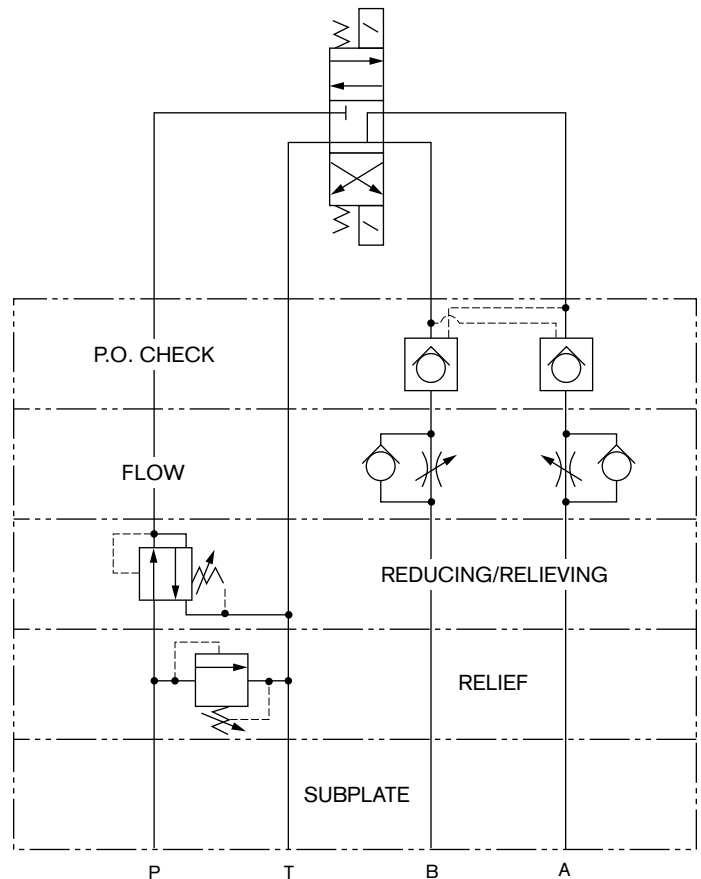 P.O. CHECK
FLOW
REDUCING/RELIEVING
RELIEF
SUBPLATE
P T B A